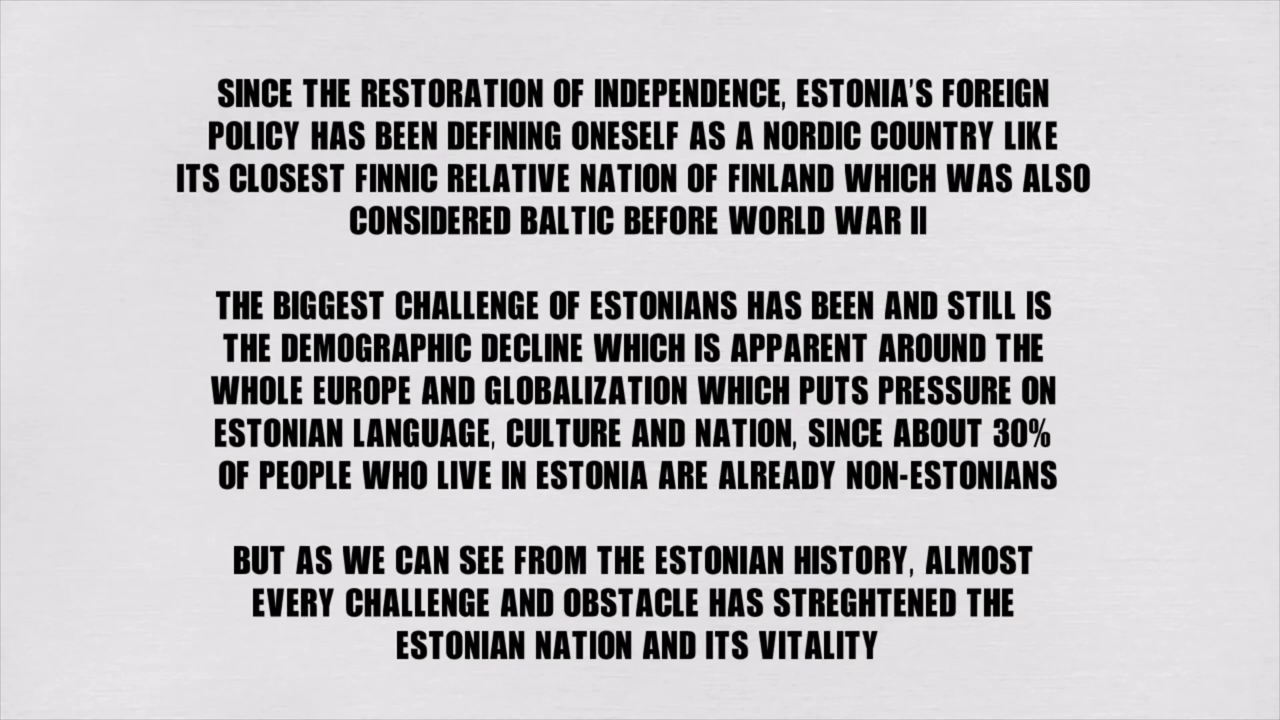 SINCE THE RESTORATION OF INDEPENDENCE, ESTONIA'S FOREIGN
POLICY HAS BEEN DEFINING ONESELF AS A NORDIC COUNTRY LIKE
ITS CLOSEST FINNIC RELATIVE NATION OF FINLAND WHICH WAS ALSO
CONSIDERED BALTIC BEFORE WORLD WAR II
THE BIGGEST CHALLENGE OF ESTONIANS HAS BEEN AND STILL IS
THE DEMOGRAPHIC DECLINE WHICH IS APPARENT AROUND THE
WHOLE EUROPE AND GLOBALIZATION WHICH PUTS PRESSURE ON
ESTONIAN LANGUAGE, CULTURE AND NATION, SINCE ABOUT 30%
OF PEOPLE WHO LIVE IN ESTONIA ARE ALREADY NON-ESTONIANS
BUT AS WE CAN SEE FROM THE ESTONIAN HISTORY, ALMOST
EVERY CHALLENGE AND OBSTACLE HAS STREGHTENED THE
ESTONIAN NATION AND ITS VITALITY